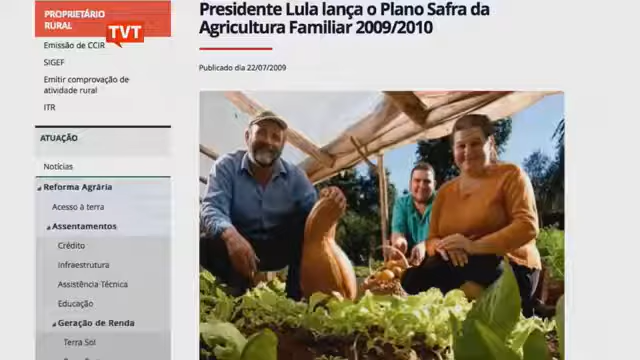 PROPRIETÁRIO
RURAL
TVT
Emissão de CCIR
SIGEF
Emitir comprovação de
atividade rural
ITR
ATUAÇÃO
Notícias
Reforma Agrária
Acesso à terra
Assentamentos
Crédito
Infraestrutura
Assistência Técnica
Educação
Geração de Renda
Terra Sol
Presidente Lula lança o Plano Safra da
Agricultura Familiar 2009/2010
Publicado dia 22/07/2009